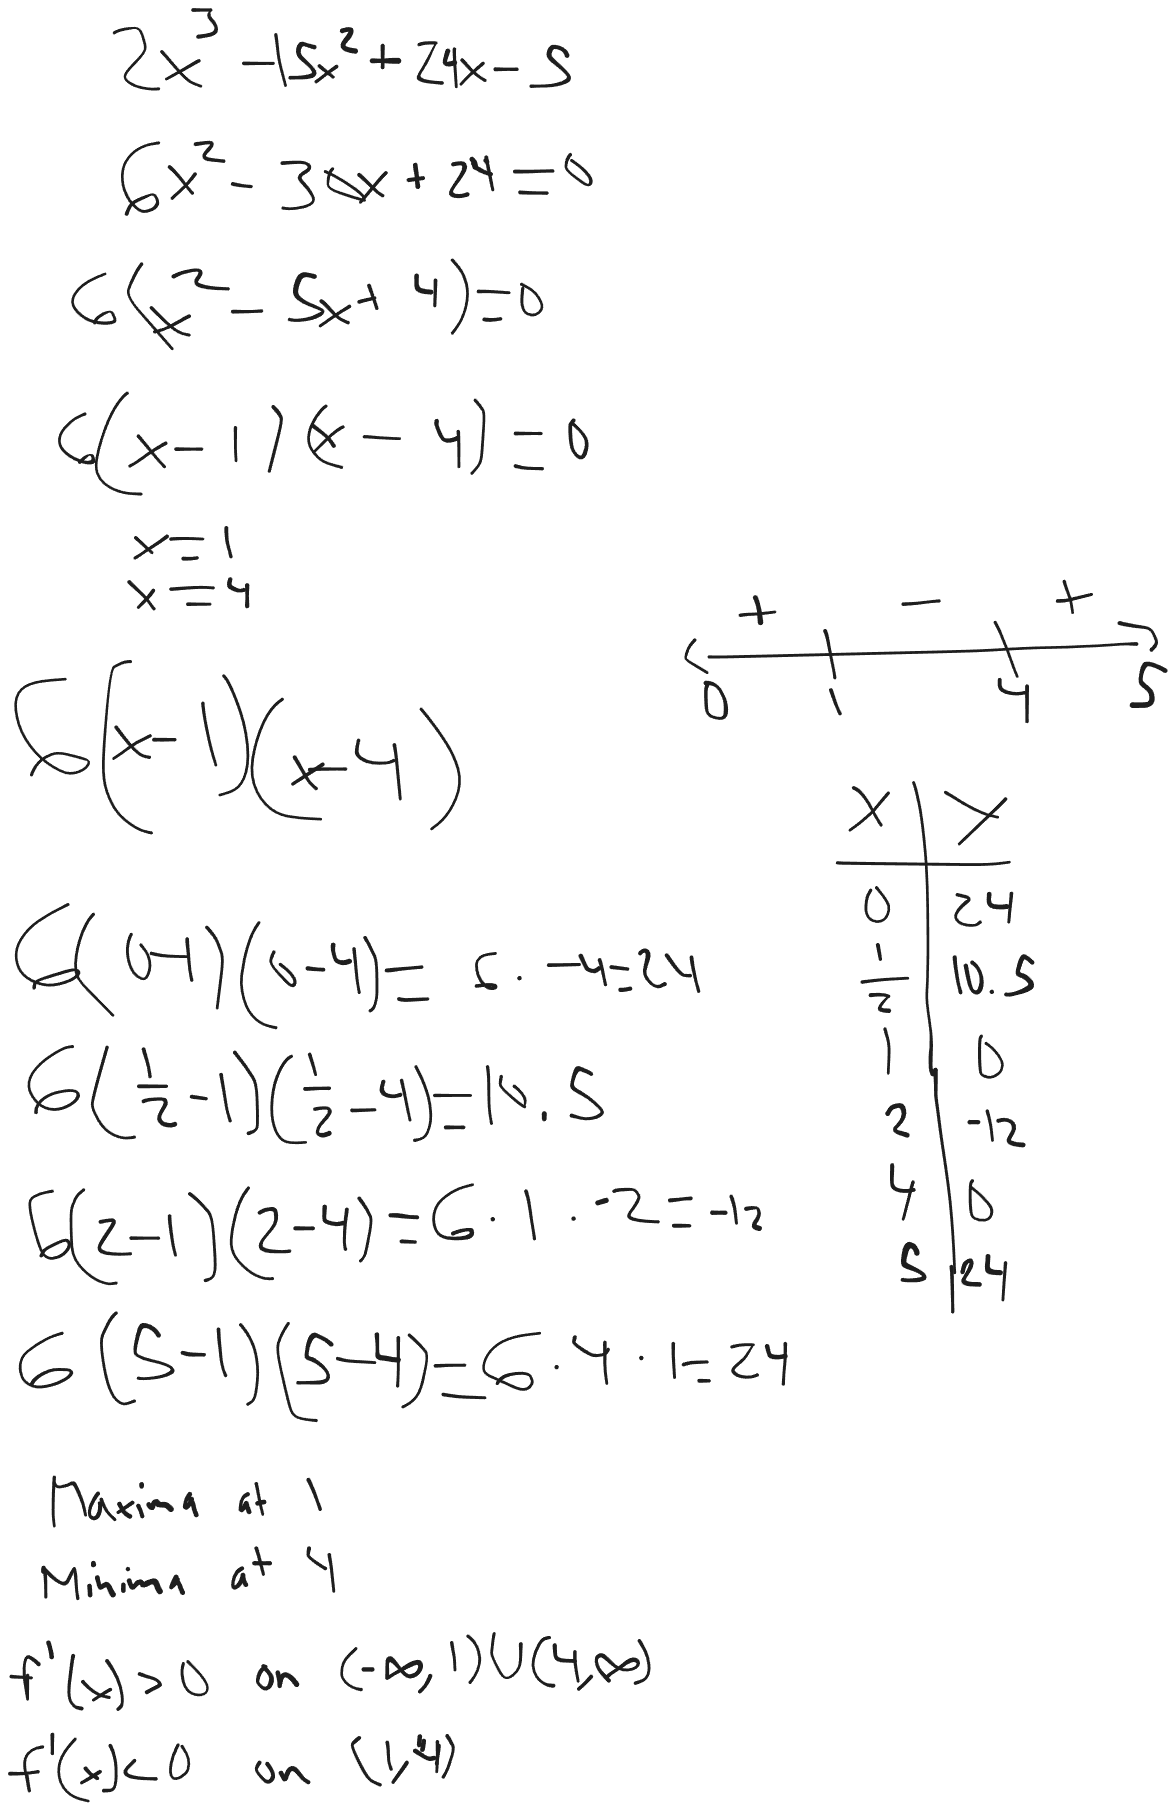 2x³ -15x² + 24x - 5
6x² - 30x + 24 = 0
6(x² - 5x + 4) = 0
6(x - 1)(x - 4) = 0
x = 1
x = 4
+ - +
0 1 4 5
6(x - 1)(x - 4)
x | y
0 | 24
1/2 | 10.5
1 | 0
2 | -12
4 | 0
5 | 24
6(0-1)(0-4) = 6 · -4 = 24
6(1/2 - 1)(1/2 - 4) = 10.5
6(2-1)(2-4) = 6 · 1 · -2 = -12
6(5-1)(5-4) = 6 · 4 · 1 = 24
Maxima at 1
Minima at 4
f'(x) > 0 on (-∞, 1) U (4, ∞)
f'(x) < 0 on (1, 4)